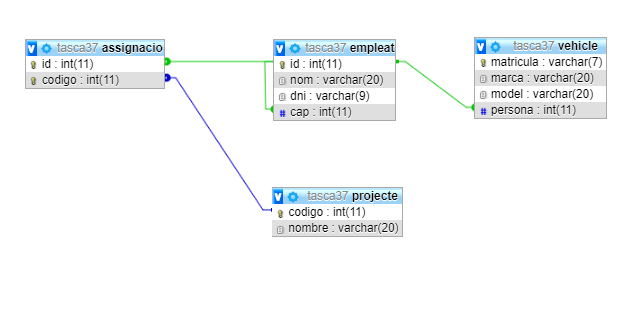 tasca37 assignacio
id : int(11)
codigo : int(11)
tasca37 empleat
id : int(11)
nom : varchar(20)
dni : varchar(9)
cap : int(11)
tasca37 vehicle
matricula : varchar(7)
marca : varchar(20)
model : varchar(20)
persona : int(11)
tasca37 projecte
codigo : int(11)
nombre : varchar(20)